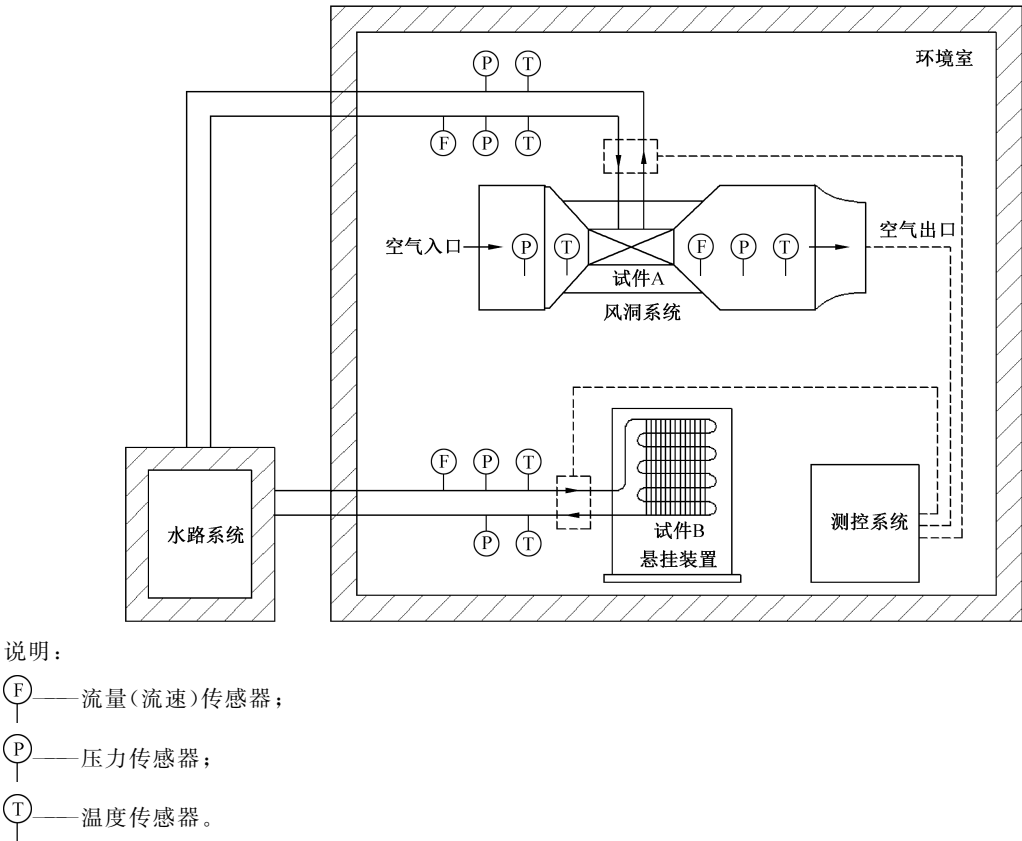 环境室
P T
F P T
空气入口
P T
F P T
空气出口
试件A
风洞系统
F P T
P T
水路系统
试件B
悬挂装置
测控系统
说明：
F——流量(流速)传感器；
P——压力传感器；
T——温度传感器。